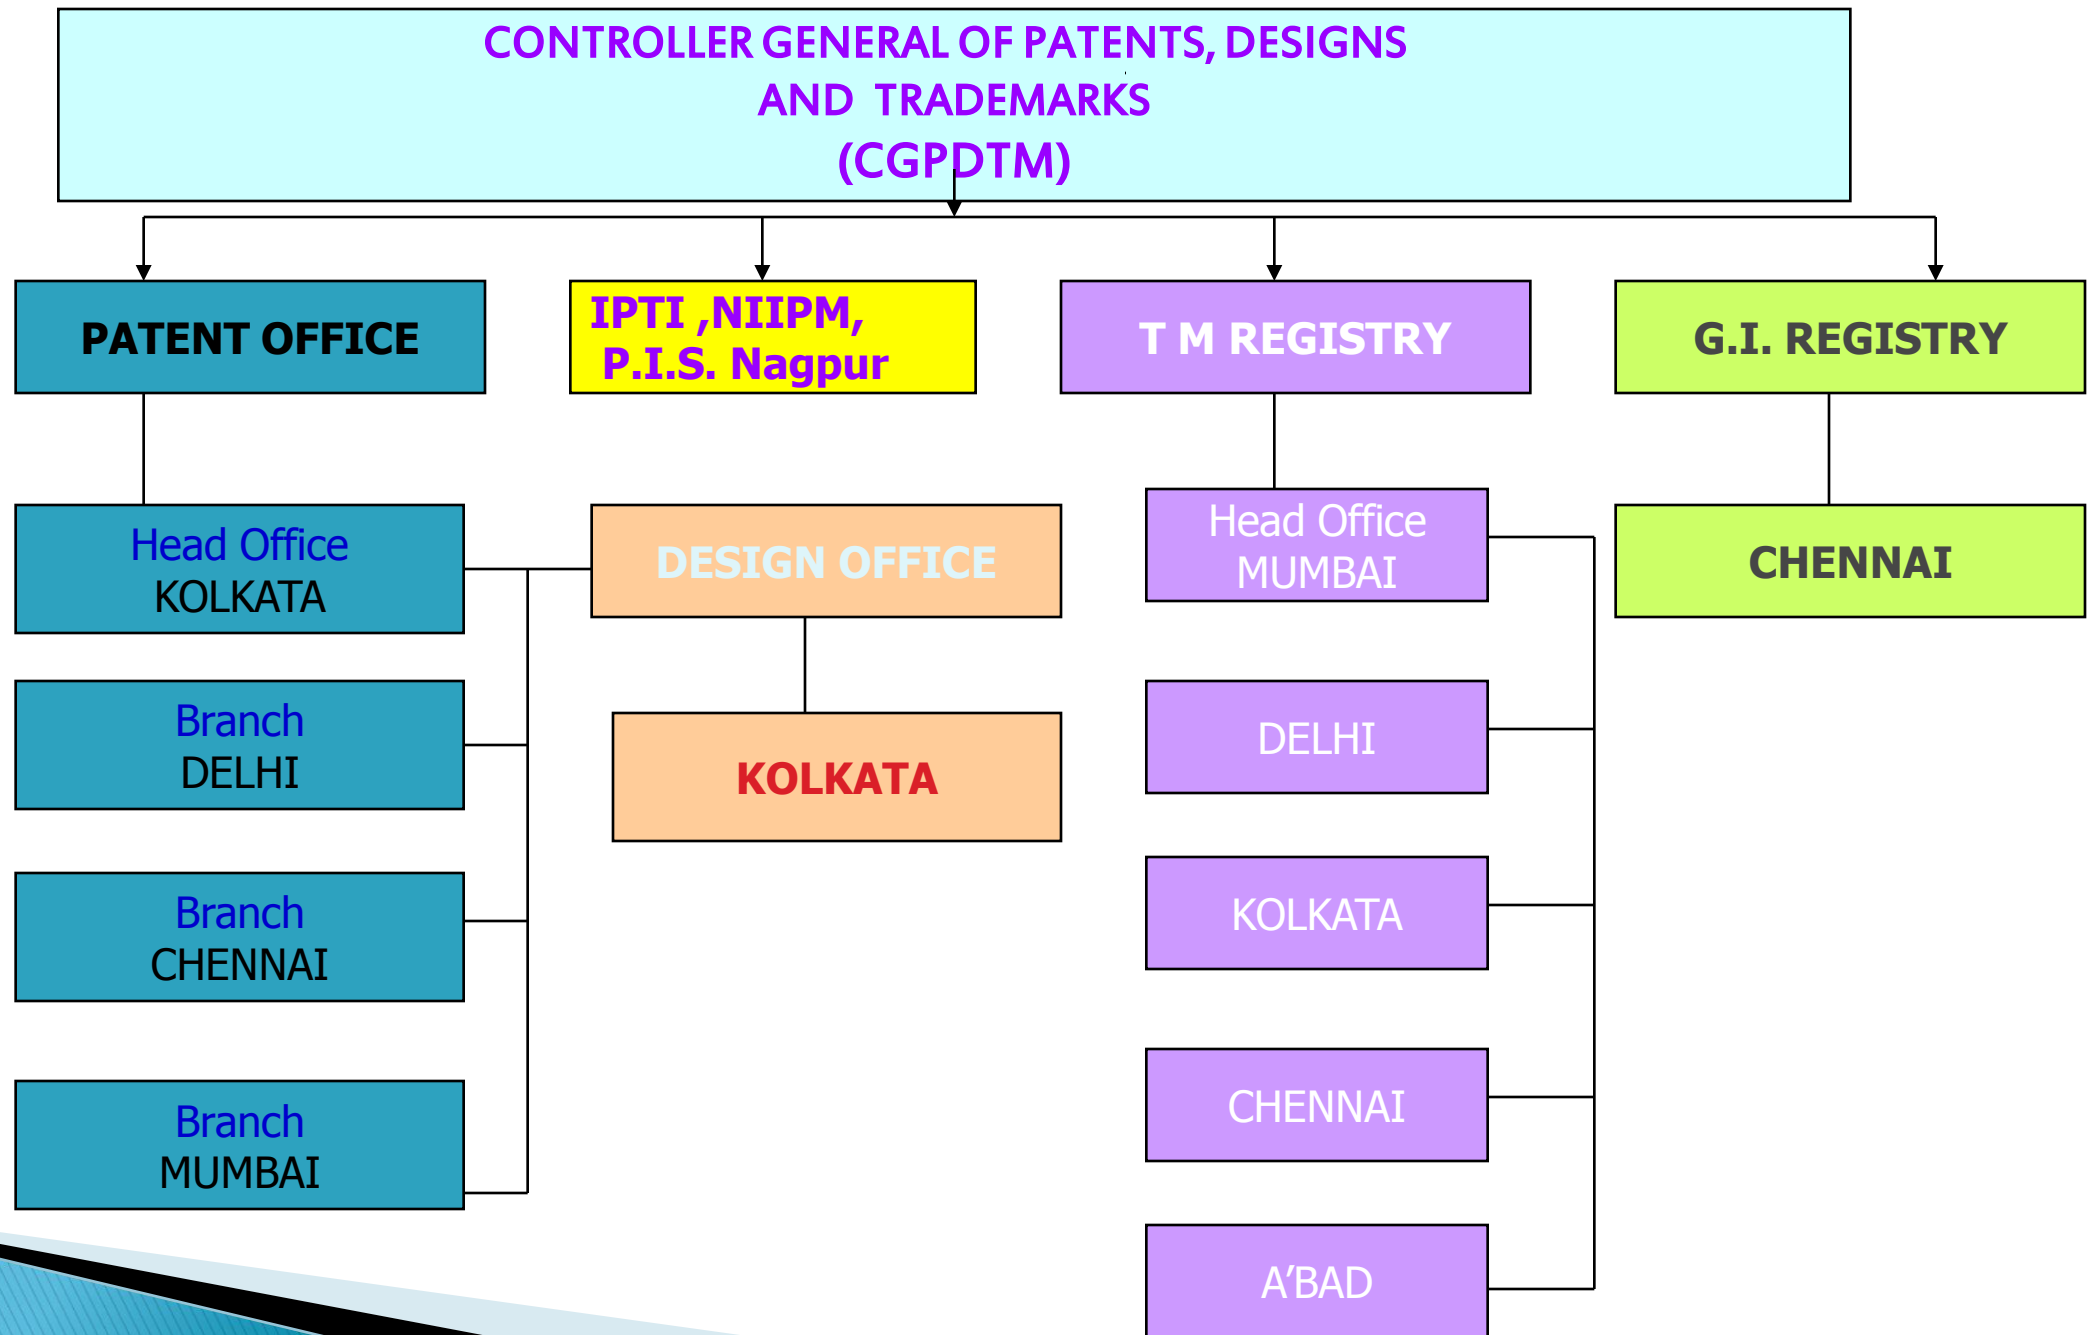 CONTROLLER GENERAL OF PATENTS, DESIGNS
AND TRADEMARKS
(CGPDTM)
PATENT OFFICE
IPTI ,NIIPM,
P.I.S. Nagpur
T M REGISTRY
G.I. REGISTRY
Head Office
KOLKATA
DESIGN OFFICE
Head Office
MUMBAI
CHENNAI
Branch
DELHI
KOLKATA
DELHI
Branch
CHENNAI
KOLKATA
Branch
MUMBAI
CHENNAI
A’BAD